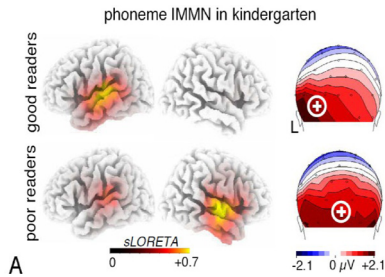 phoneme IMMN in kindergarten
good readers
L
poor readers
A
sLORETA
0 +0.7
-2.1 0 μV +2.1